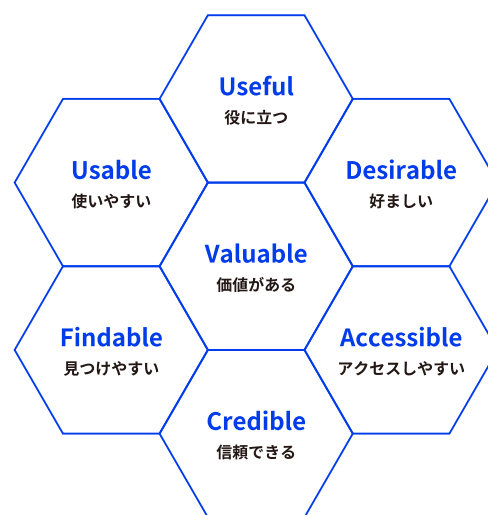 Useful
役に立つ
Usable
使いやすい
Desirable
好ましい
Valuable
価値がある
Findable
見つけやすい
Accessible
アクセスしやすい
Credible
信頼できる